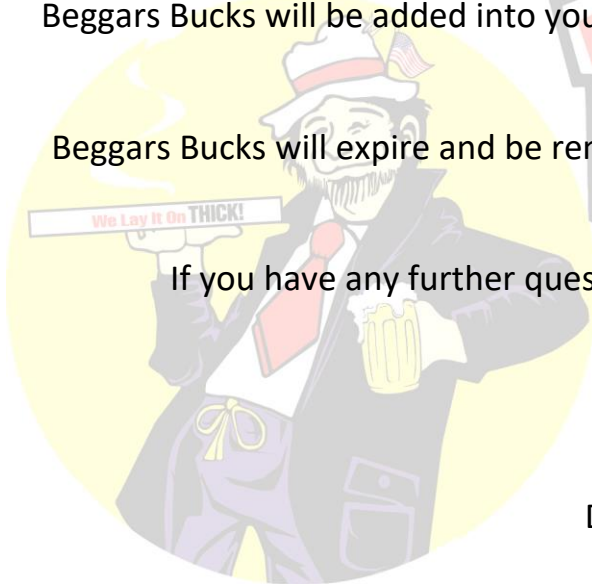 Beggars Bucks will be added into you
Beggars Bucks will expire and be rer
We Lay It On THICK!
If you have any further ques
D